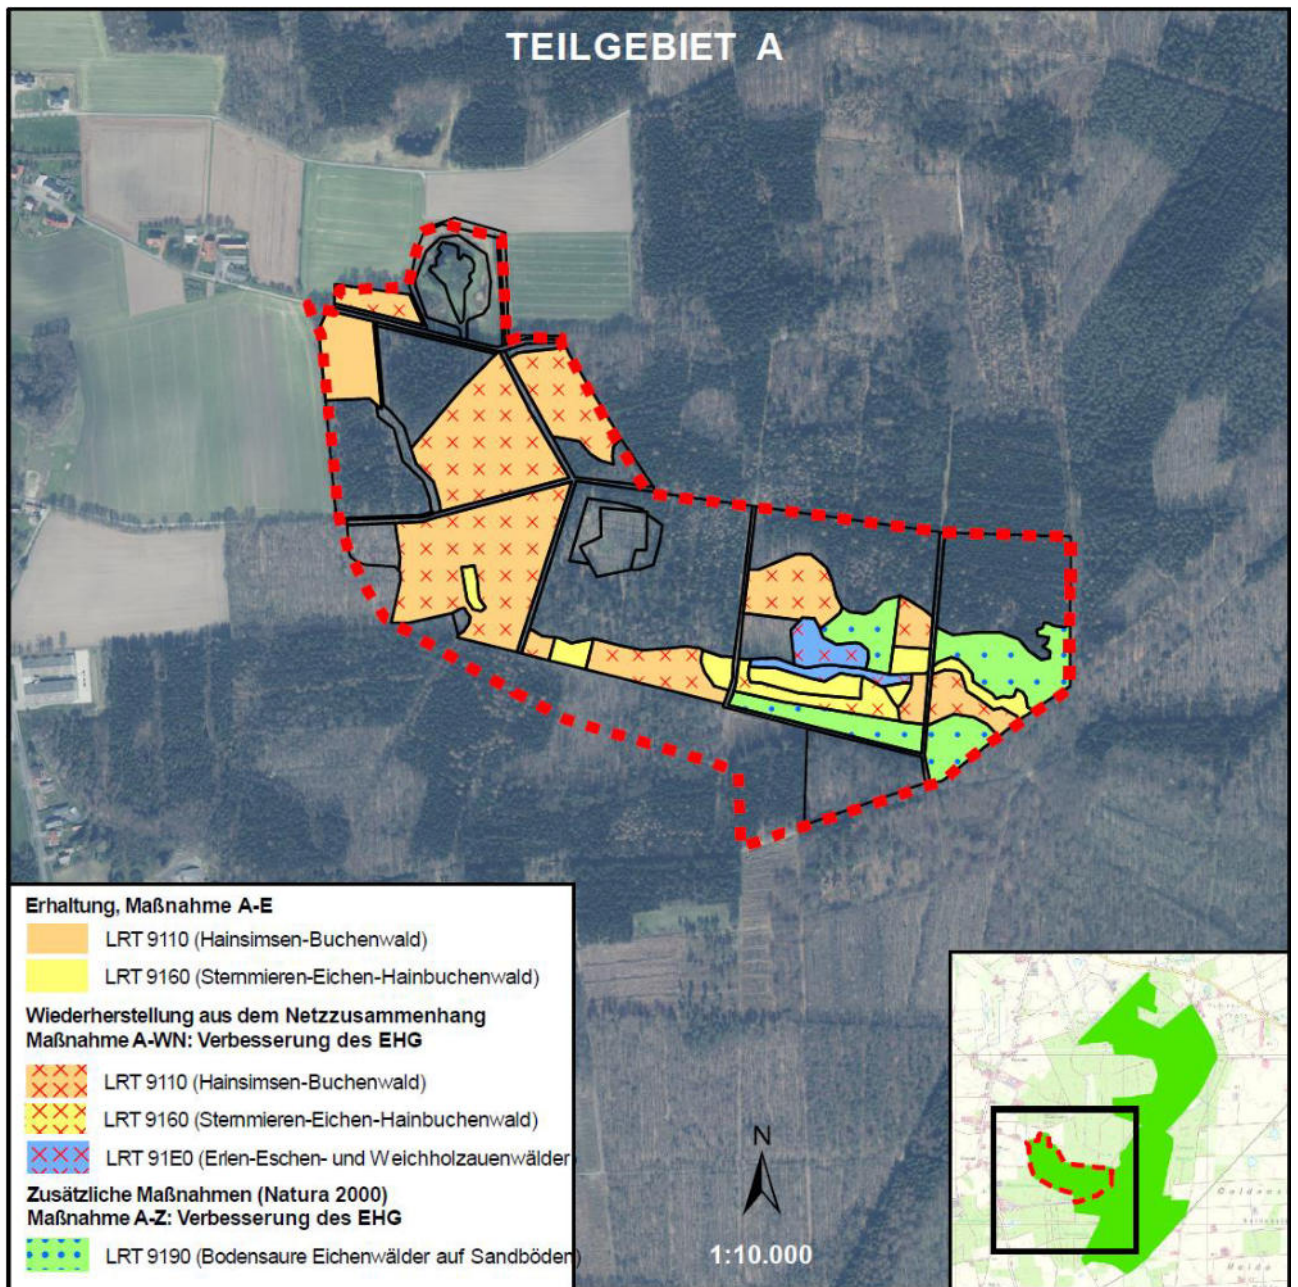 TEILGEBIET A
Erhaltung, Maßnahme A-E
LRT 9110 (Hainsimsen-Buchenwald)
LRT 9160 (Sternmieren-Eichen-Hainbuchenwald)
Wiederherstellung aus dem Netzzusammenhang
Maßnahme A-WN: Verbesserung des EHG
LRT 9110 (Hainsimsen-Buchenwald)
LRT 9160 (Sternmieren-Eichen-Hainbuchenwald)
LRT 91E0 (Erlen-Eschen- und Weichholzauenwälder
Zusätzliche Maßnahmen (Natura 2000)
Maßnahme A-Z: Verbesserung des EHG
LRT 9190 (Bodensaure Eichenwälder auf Sandböden)
N
1:10.000